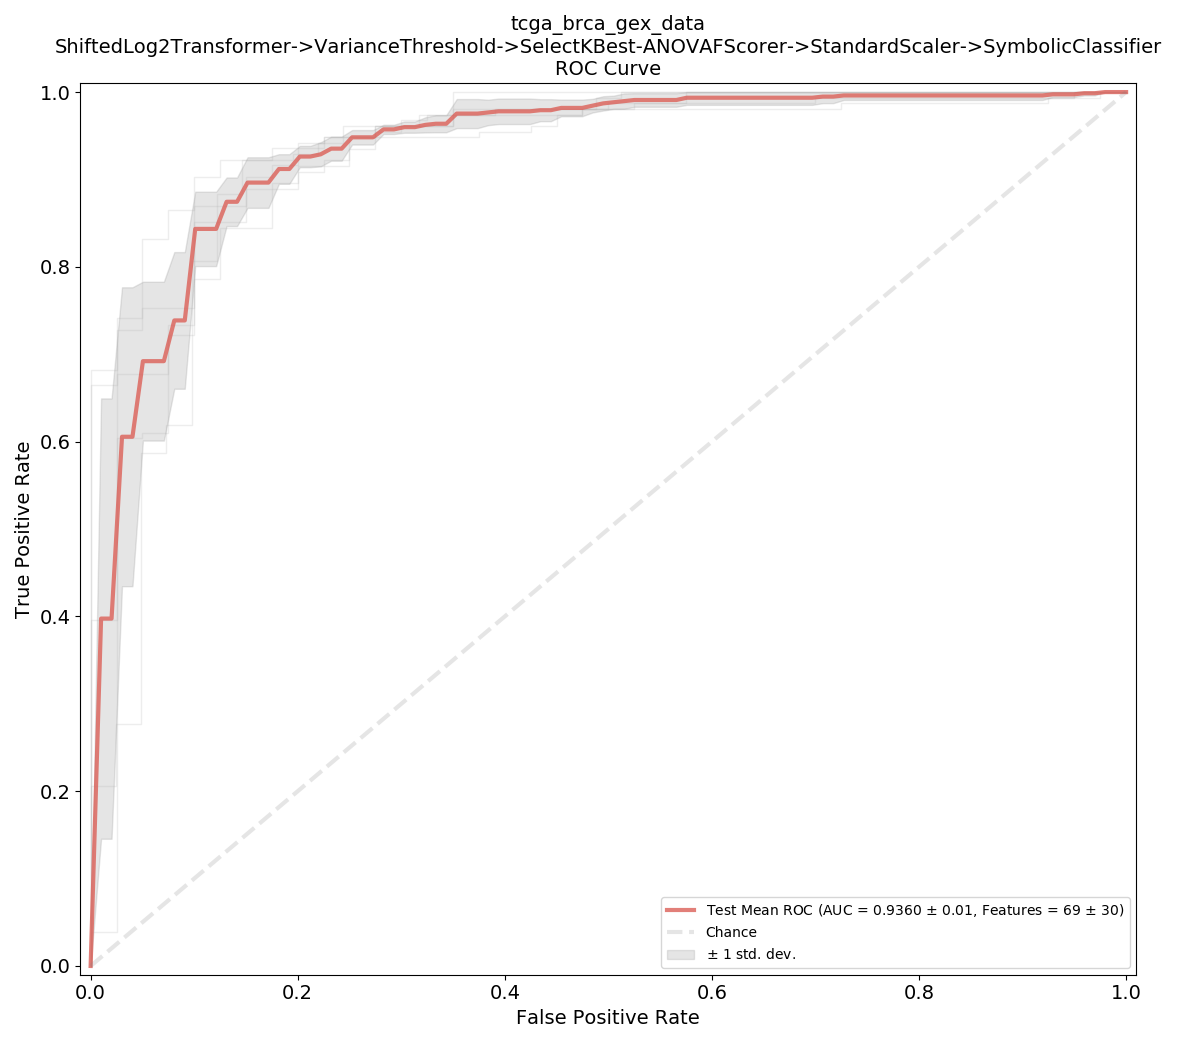 tcga_brca_gex_data
ShiftedLog2Transformer->VarianceThreshold->SelectKBest-ANOVAFScorer->StandardScaler->SymbolicClassifier
ROC Curve
1.0
0.8
0.6
0.4
0.2
0.0
True Positive Rate
Test Mean ROC (AUC = 0.9360 ± 0.01, Features = 69 ± 30)
Chance
± 1 std. dev.
0.0 0.2 0.4 0.6 0.8 1.0
False Positive Rate